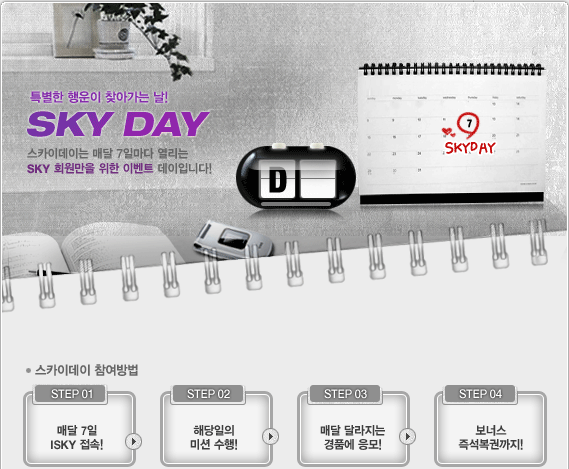 특별한 행운이 찾아가는 날!
SKY DAY
스카이데이는 매달 7일마다 열리는
SKY 회원만을 위한 이벤트 데이입니다!
D
7
SKYDAY
스카이데이 참여방법
STEP 01
매달 7일
ISKY 접속!
STEP 02
해당일의
미션 수행!
STEP 03
매달 달라지는
경품에 응모!
STEP 04
보너스
즉석복권까지!